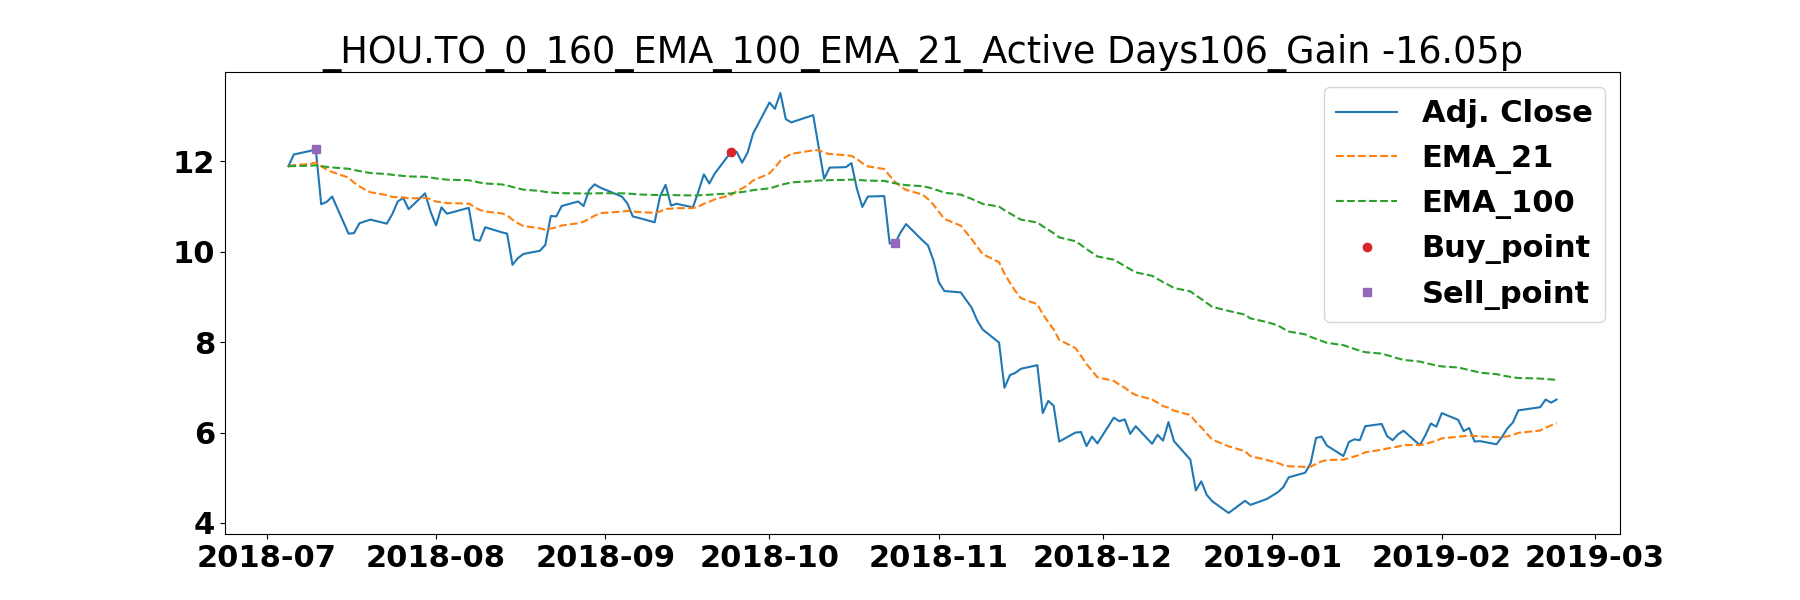 _HOU.TO_0_160_EMA_100_EMA_21_Active Days106_Gain -16.05p
Adj. Close
EMA_21
EMA_100
Buy_point
Sell_point
12
10
8
6
4
2018-07 2018-08 2018-09 2018-10 2018-11 2018-12 2019-01 2019-02 2019-03